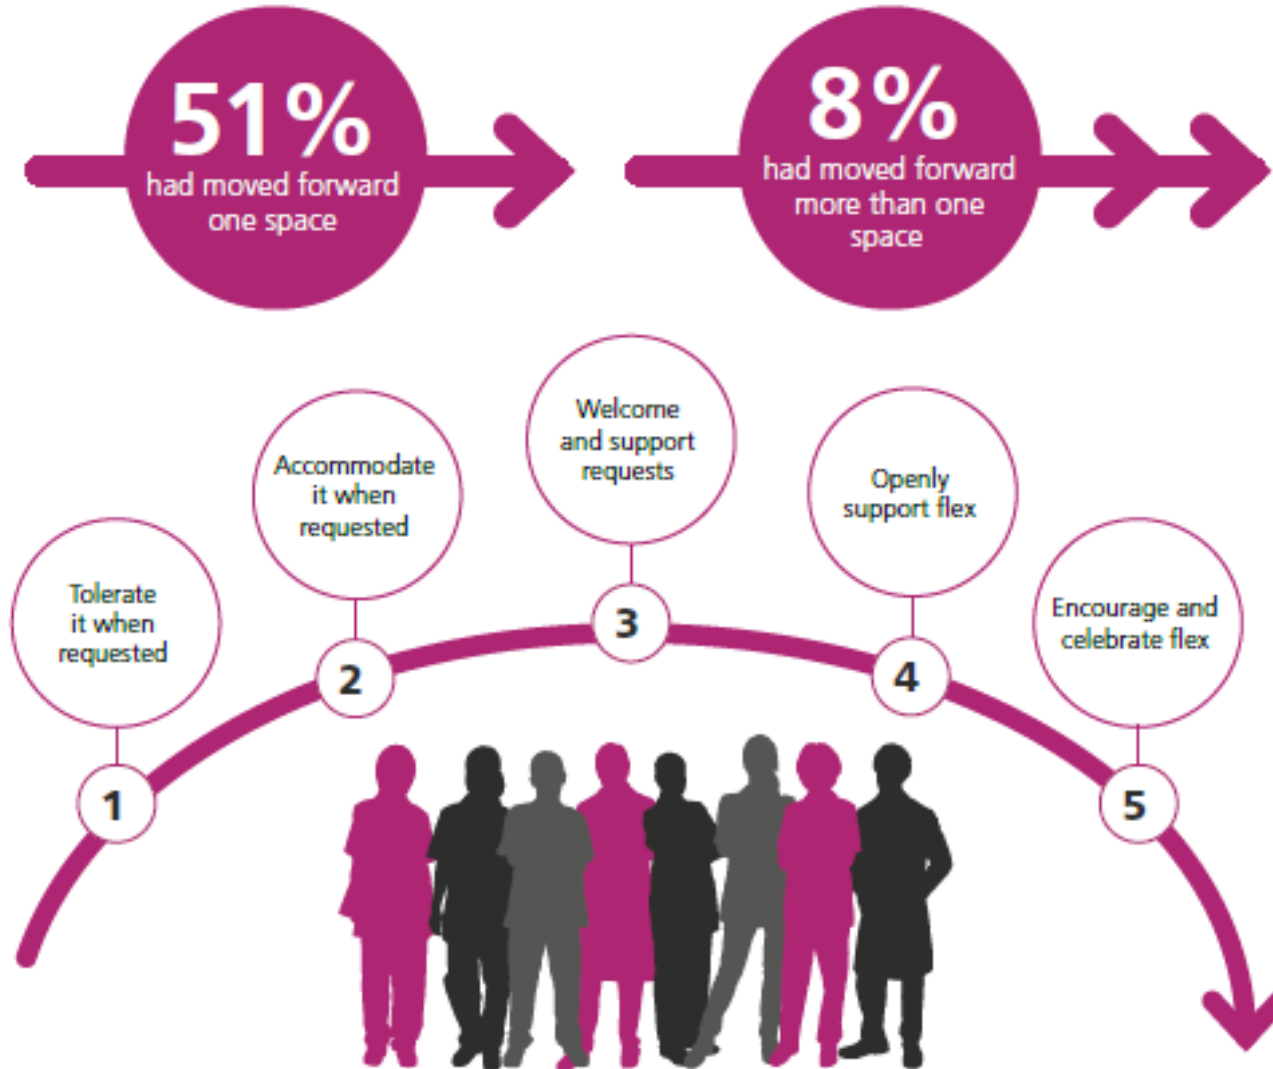 51%
had moved forward
one space
8%
had moved forward
more than one
space
Tolerate
it when
requested
1
Accommodate
it when
requested
2
Welcome
and support
requests
3
Openly
support flex
4
Encourage and
celebrate flex
5